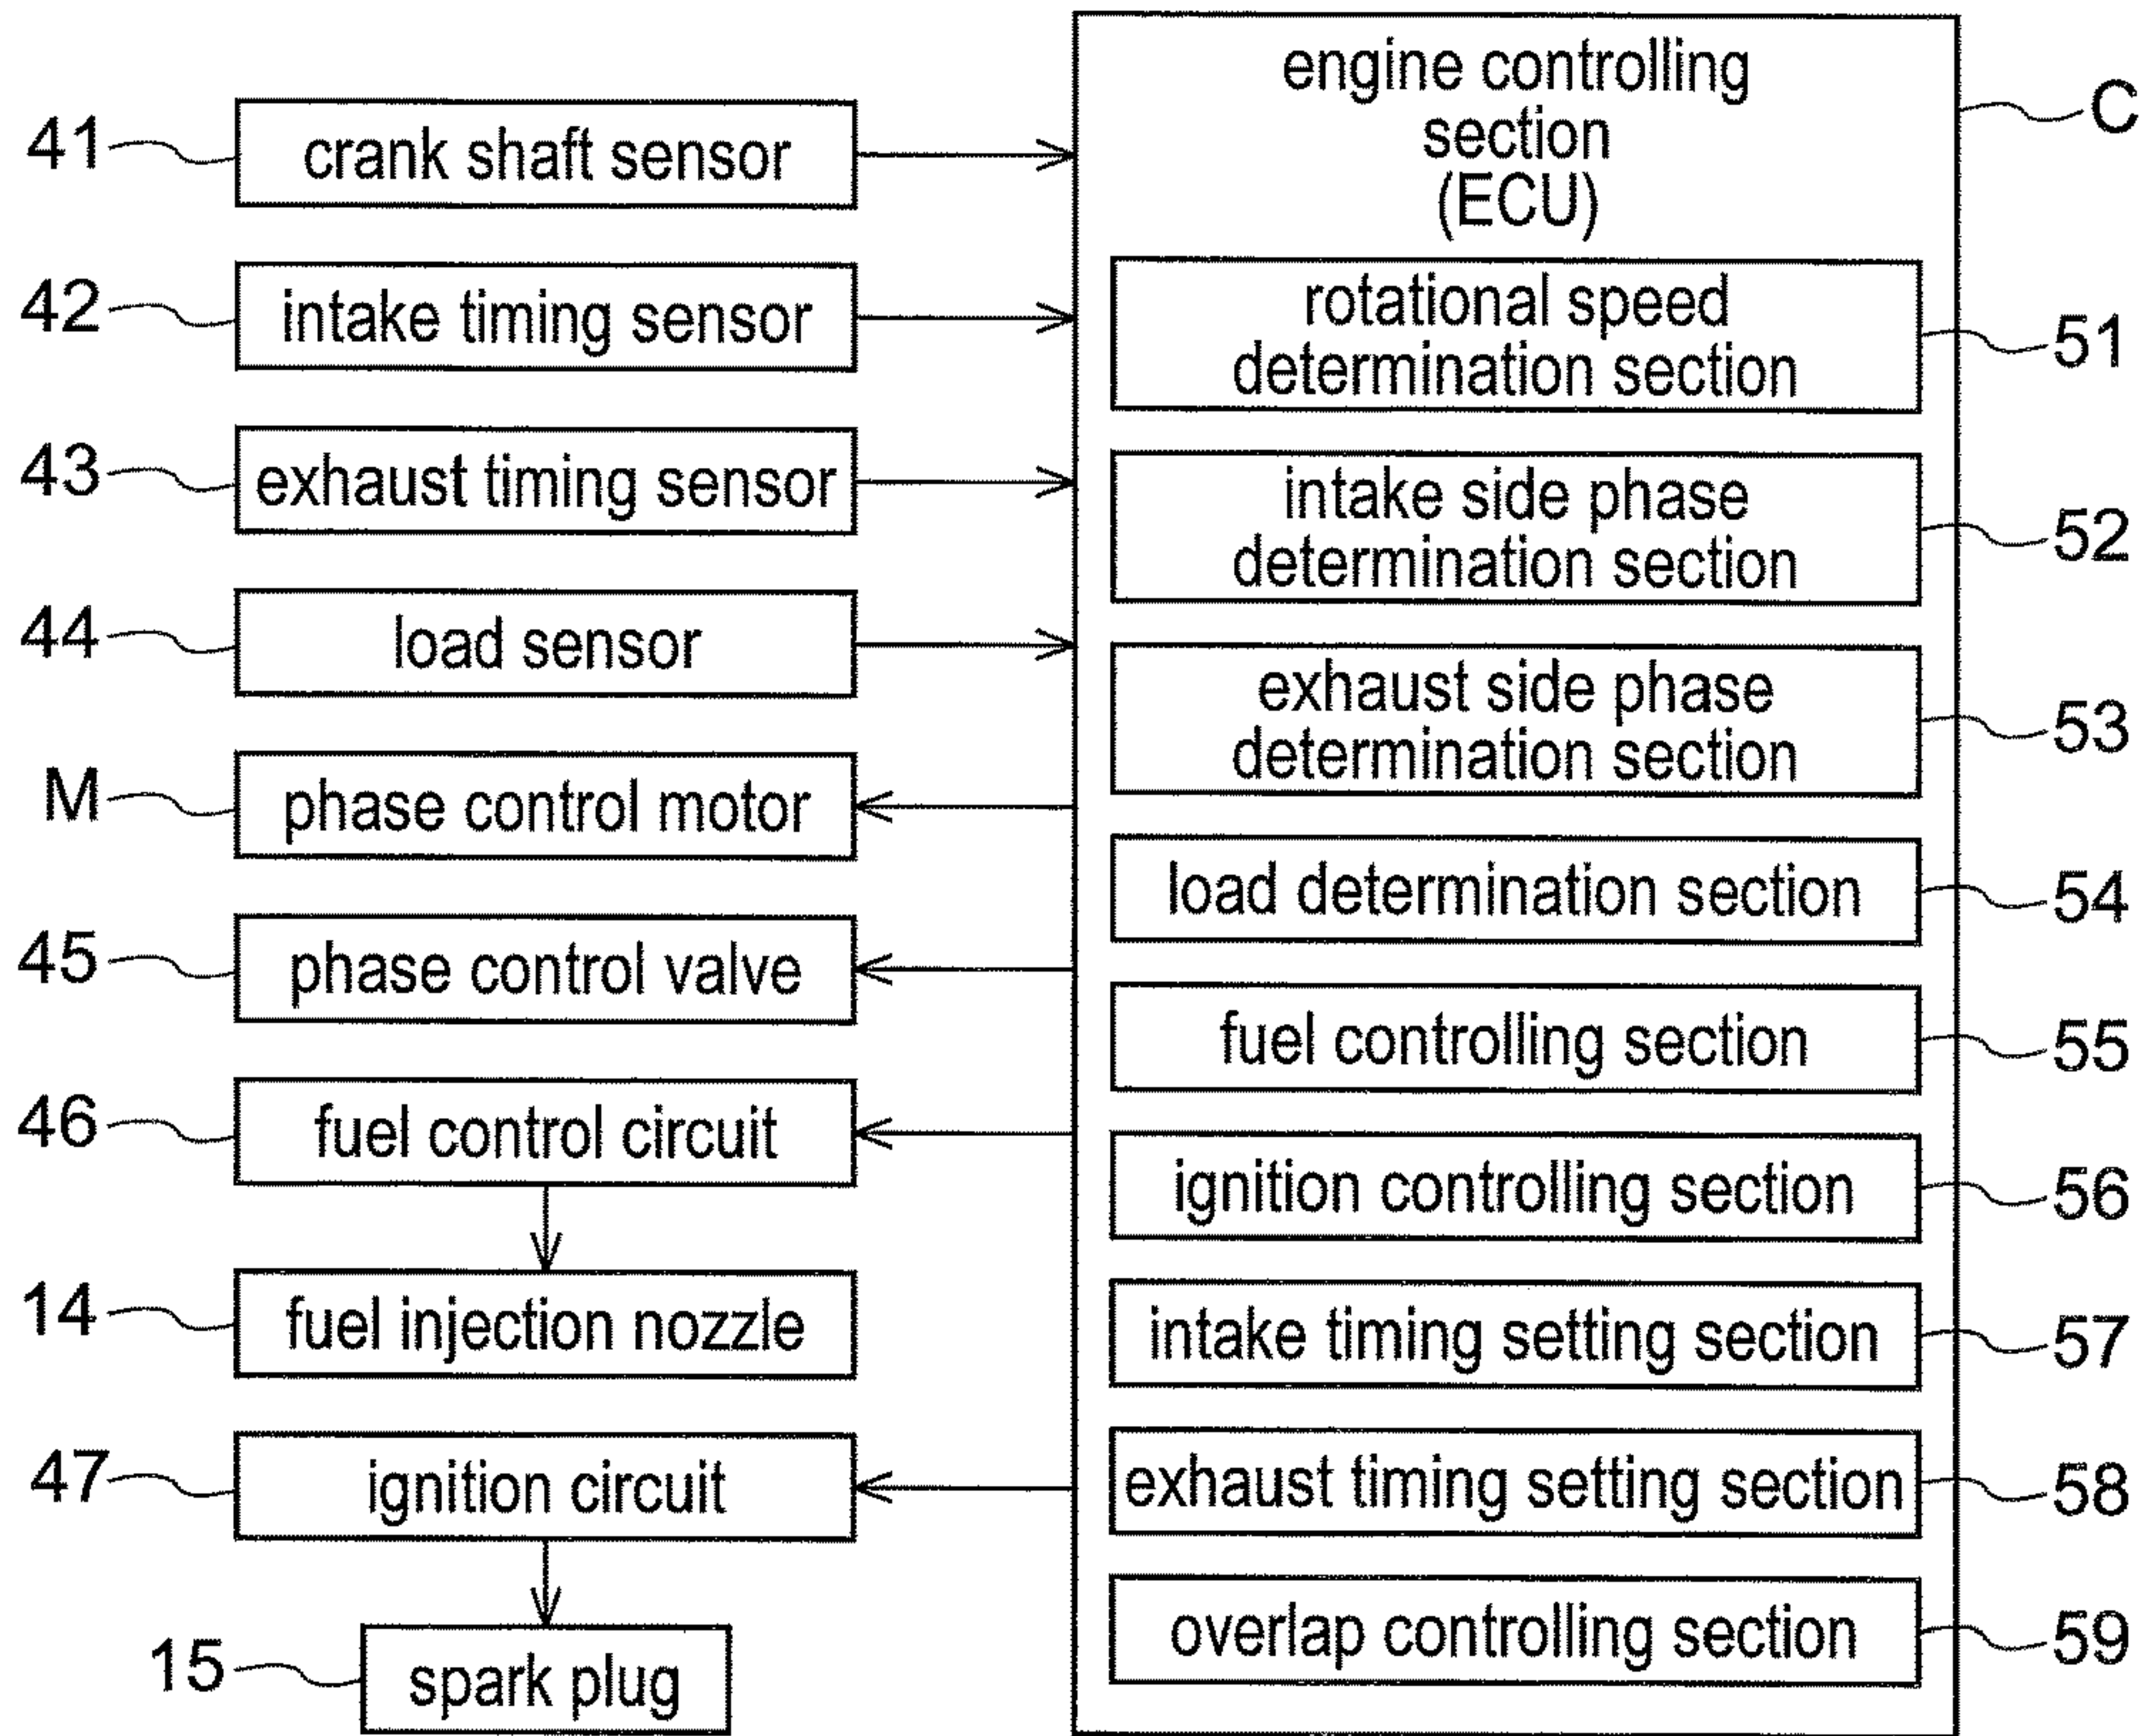 41
crank shaft sensor
42
intake timing sensor
43
exhaust timing sensor
44
load sensor
M
phase control motor
45
phase control valve
46
fuel control circuit
14
fuel injection nozzle
47
ignition circuit
15
spark plug
engine controlling
section
(ECU)
C
rotational speed
determination section
51
intake side phase
determination section
52
exhaust side phase
determination section
53
load determination section
54
fuel controlling section
55
ignition controlling section
56
intake timing setting section
57
exhaust timing setting section
58
overlap controlling section
59